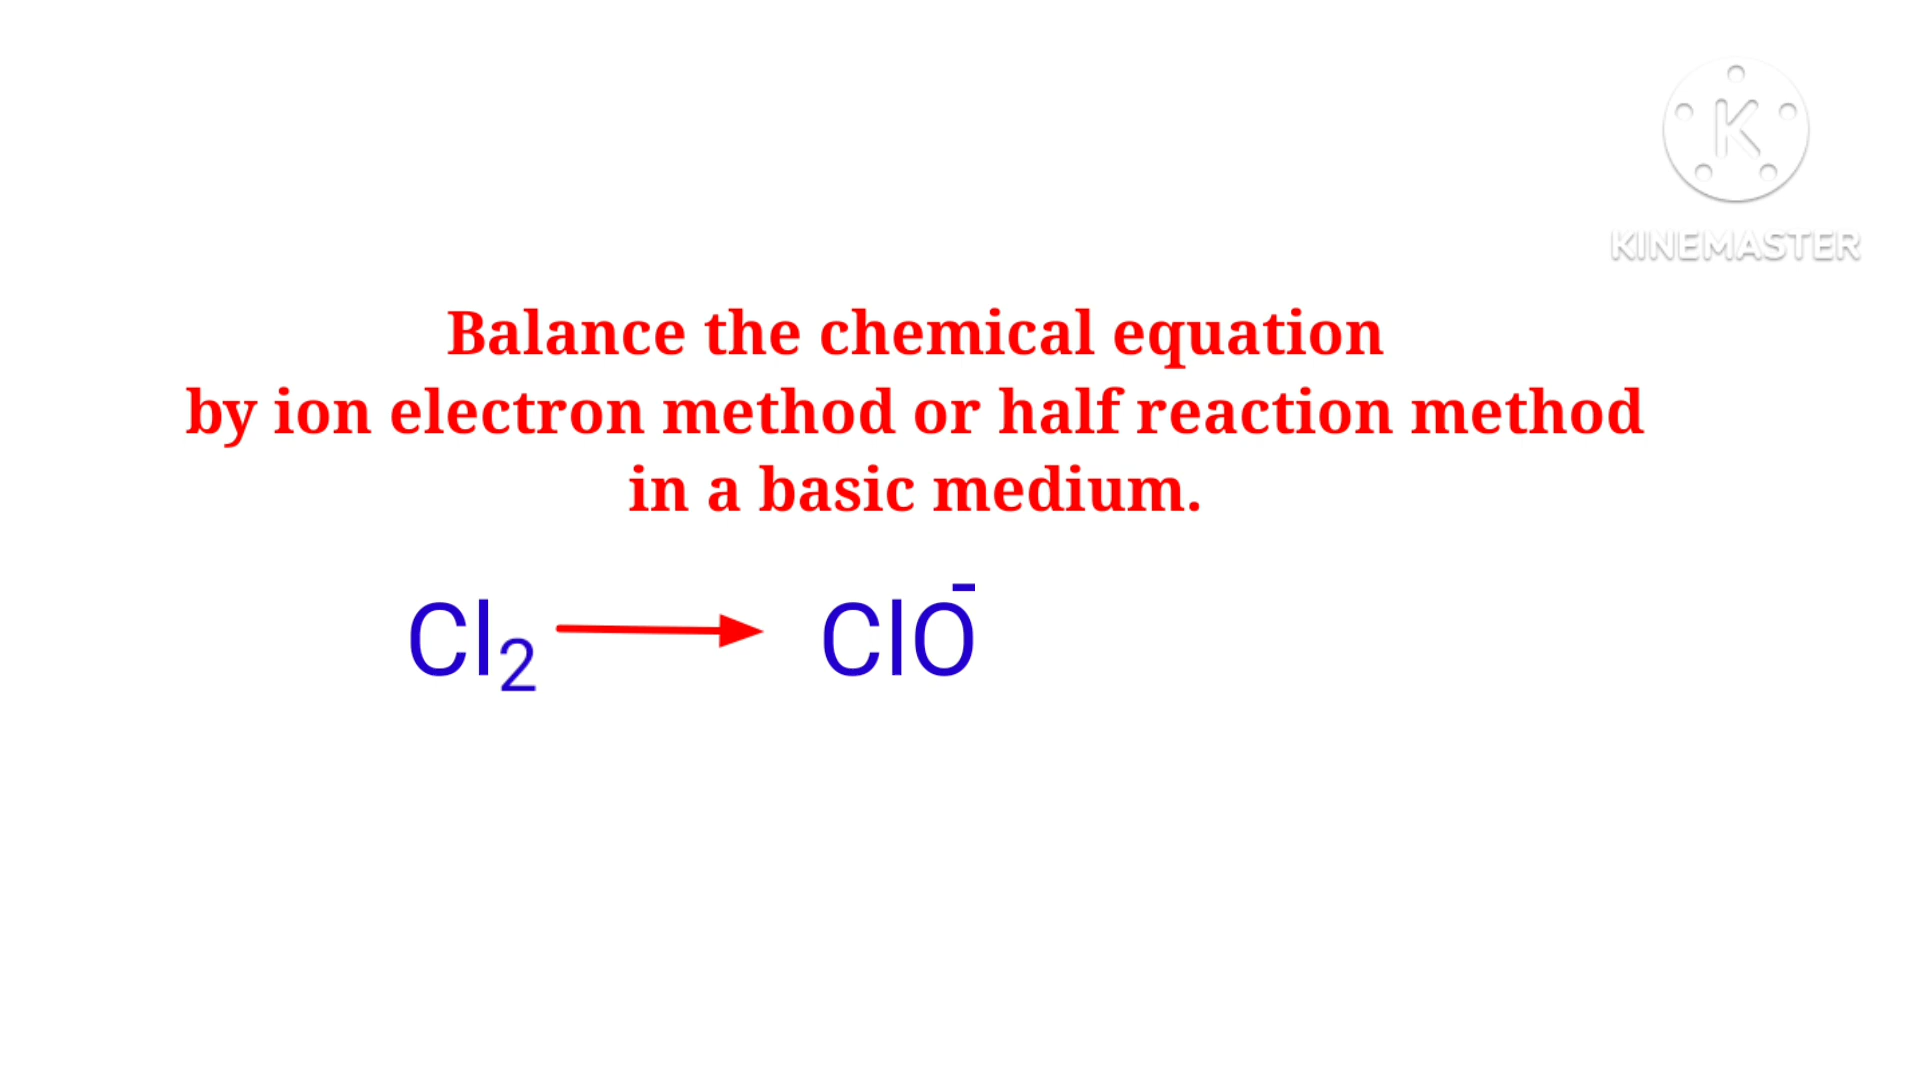 KINEMASTER
Balance the chemical equation
by ion electron method or half reaction method
in a basic medium.
Cl₂ → ClO⁻